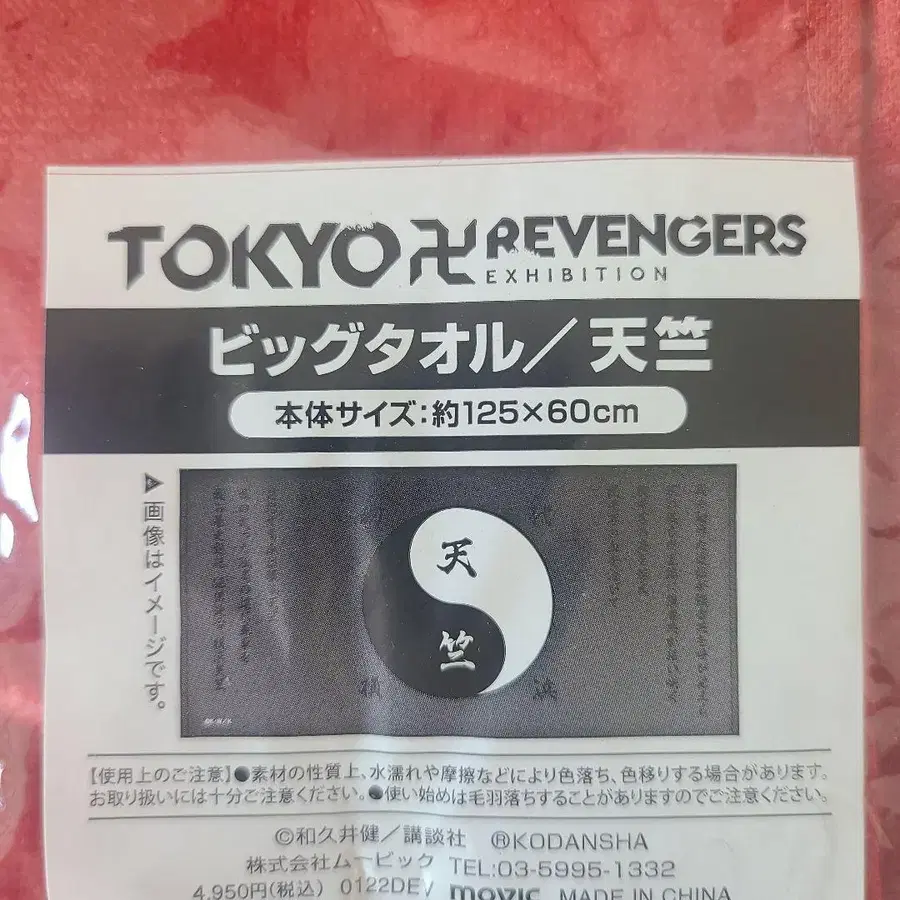 TOKYO卍REVENGERS
EXHIBITION
ビッグタオル／天竺
本体サイズ：約125×60cm
▲画像はイメージです。
天
竺
【使用上のご注意】●素材の性質上、水濡れや摩擦などにより色落ち、色移りする場合があります。
お取り扱いには十分ご注意ください。●使い始めは毛羽落ちすることがありますのでご注意ください。
©和久井健／講談社 ®KODANSHA
株式会社ムービック TEL:03-5995-1332
4,950円(税込) 0122DEV movic MADE IN CHINA